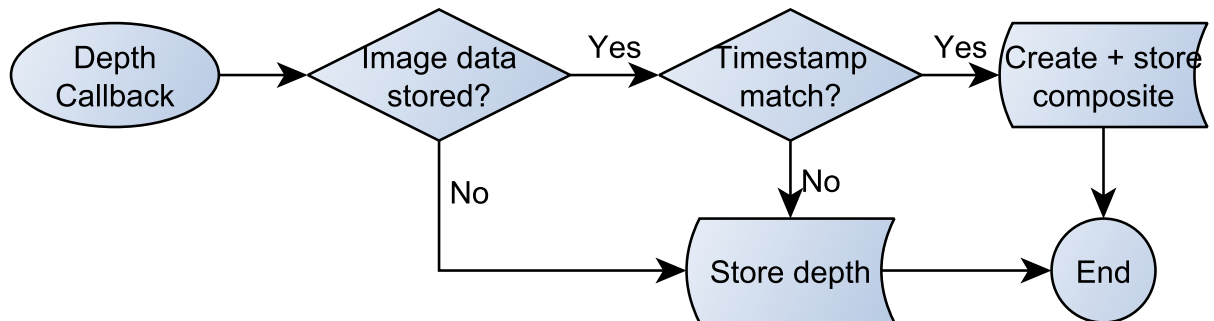 Depth
Callback
Image data
stored?
Yes
Timestamp
match?
Yes
Create + store
composite
No
No
Store depth
End